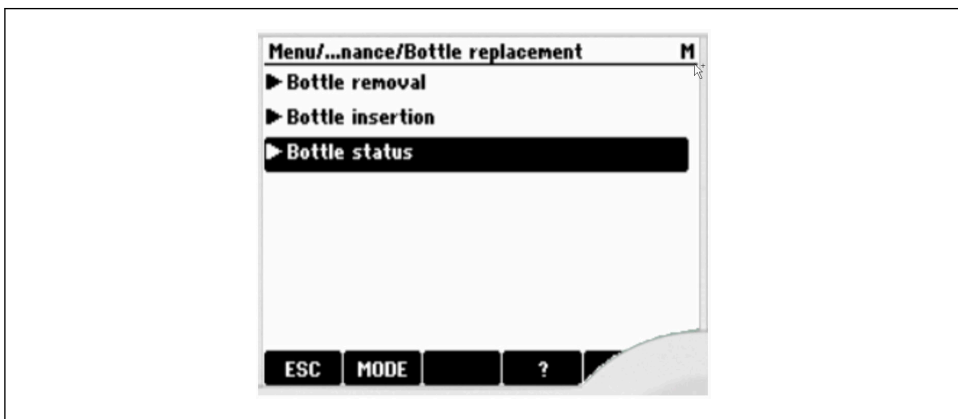 Menu/...nance/Bottle replacement M
Bottle removal
Bottle insertion
Bottle status
ESC MODE ?